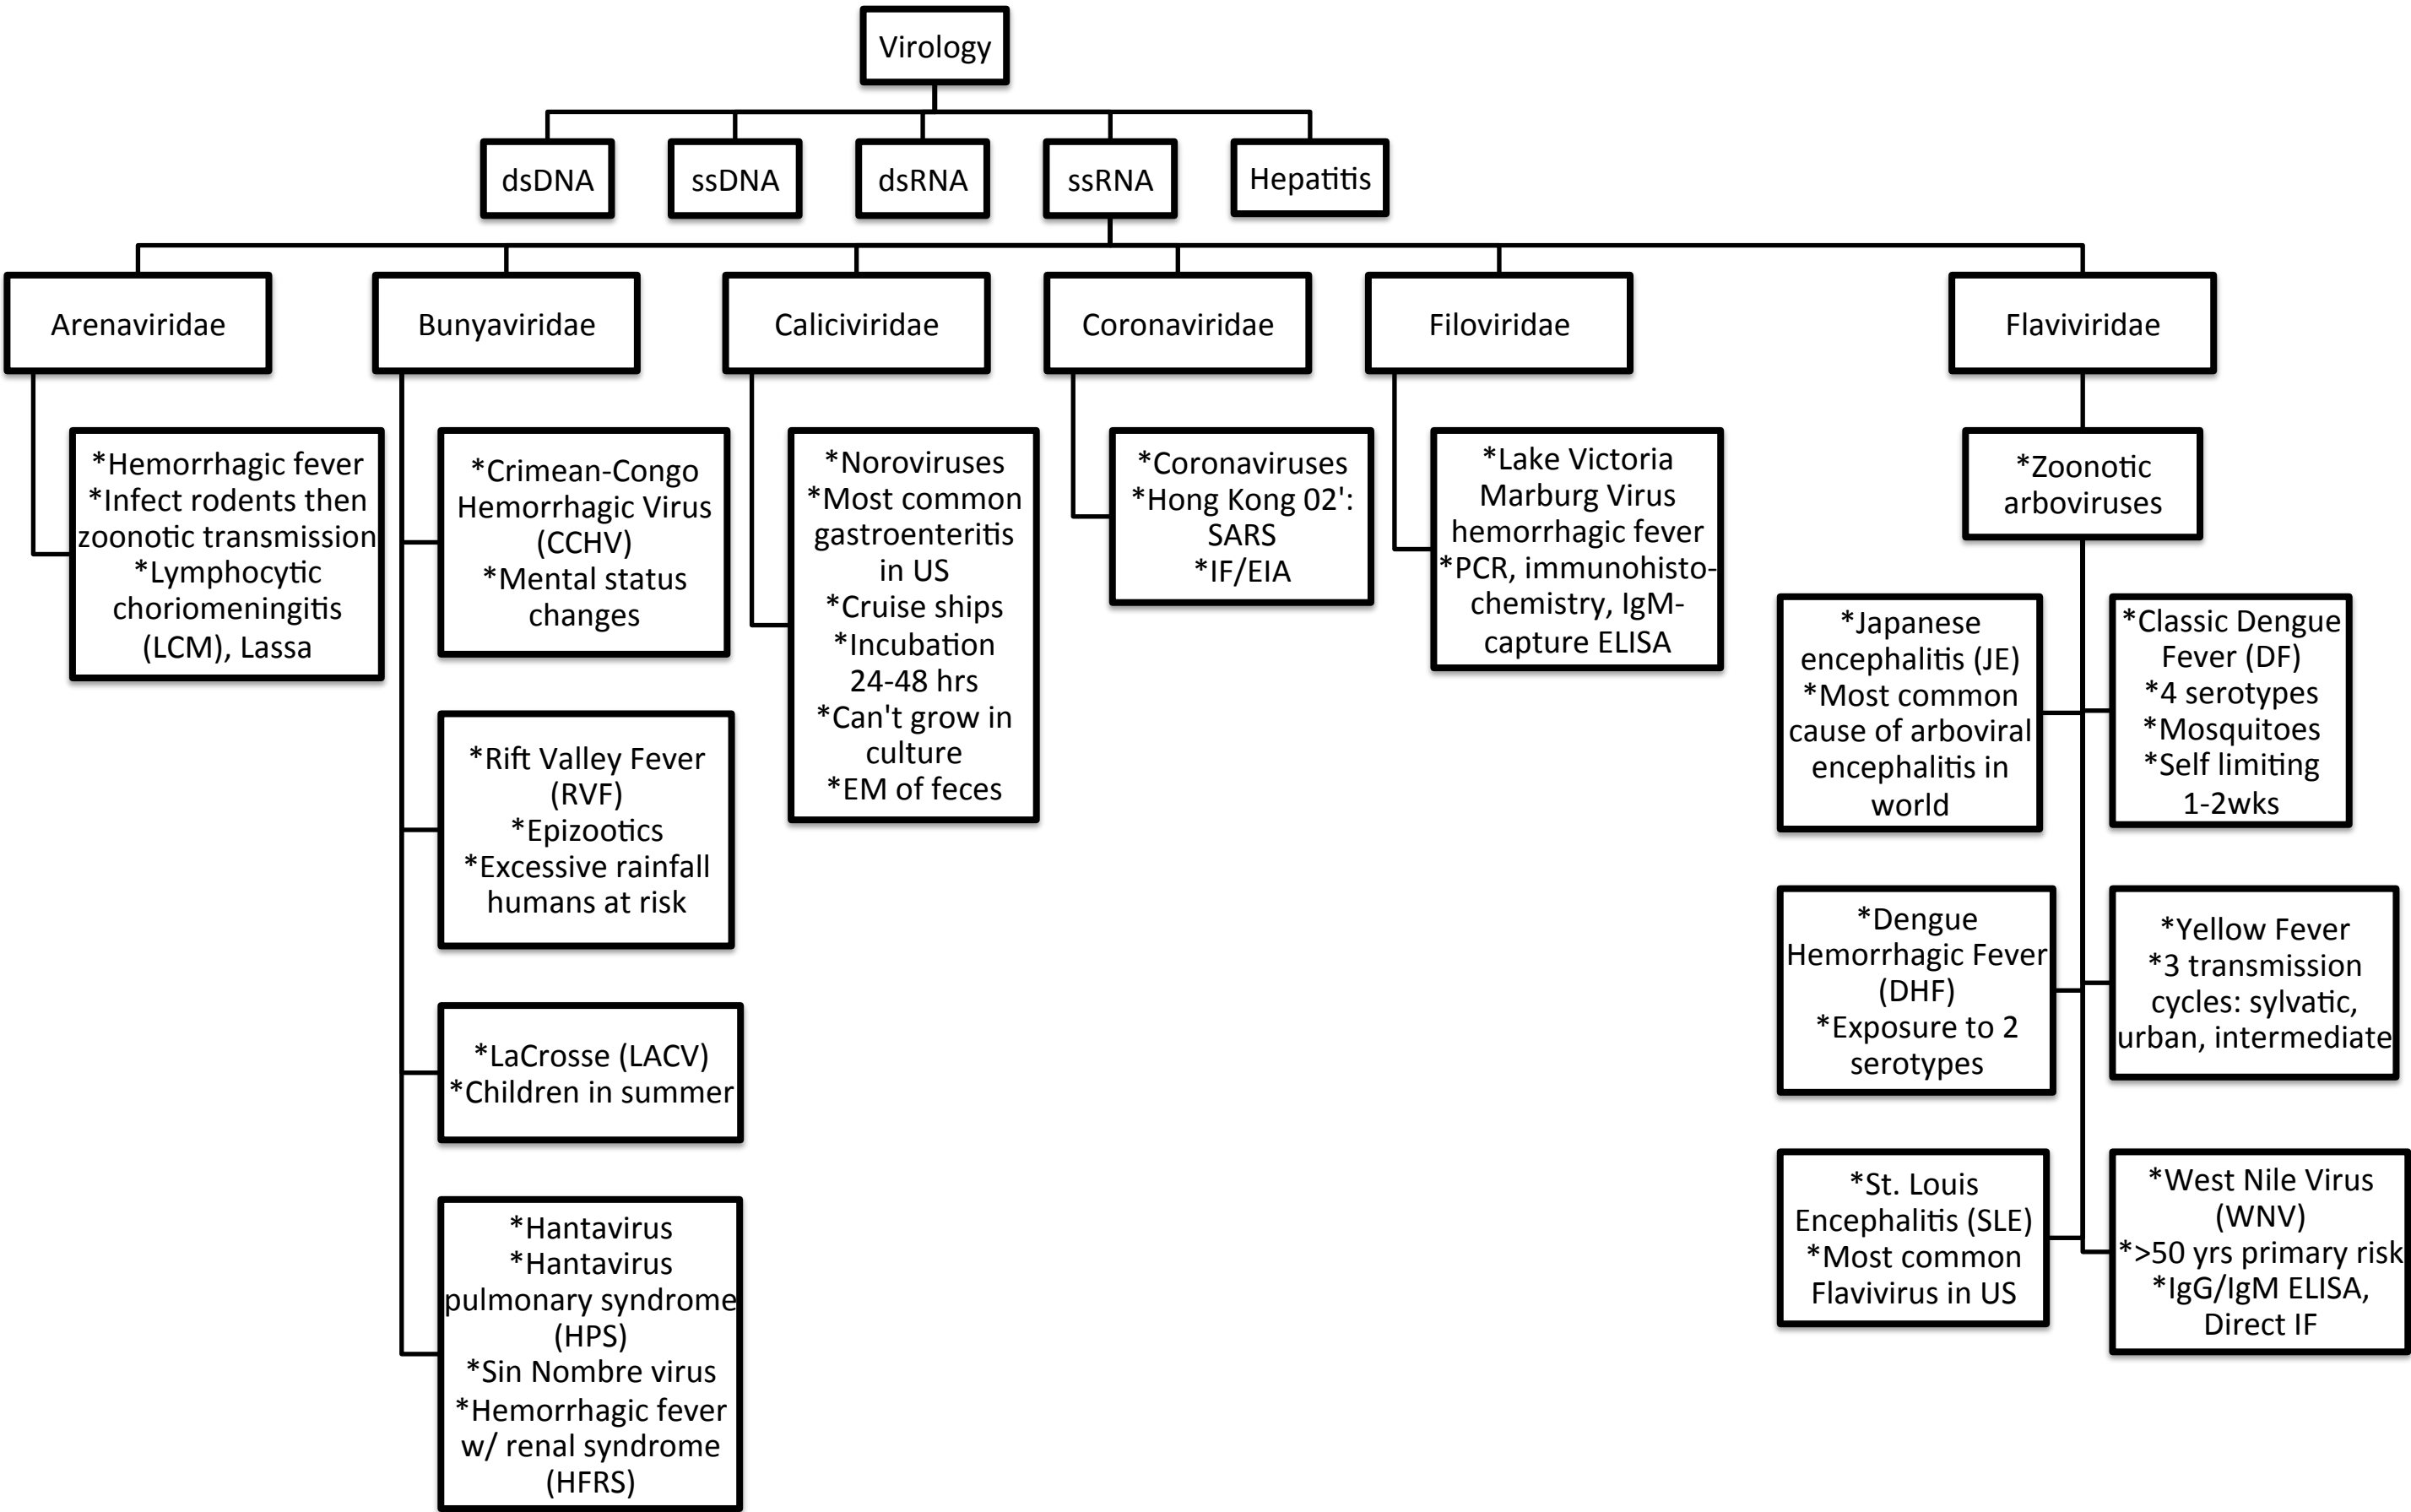 Virology
dsDNA
ssDNA
dsRNA
ssRNA
Hepatitis
Arenaviridae
Bunyaviridae
Caliciviridae
Coronaviridae
Filoviridae
Flaviviridae
*Hemorrhagic fever
*Infect rodents then
zoonotic transmission
*Lymphocytic
choriomeningitis
(LCM), Lassa
*Crimean-Congo
Hemorrhagic Virus
(CCHV)
*Mental status
changes
*Rift Valley Fever
(RVF)
*Epizootics
*Excessive rainfall
humans at risk
*LaCrosse (LACV)
*Children in summer
*Hantavirus
*Hantavirus
pulmonary syndrome
(HPS)
*Sin Nombre virus
*Hemorrhagic fever
w/ renal syndrome
(HFRS)
*Noroviruses
*Most common
gastroenteritis
in US
*Cruise ships
*Incubation
24-48 hrs
*Can't grow in
culture
*EM of feces
*Coronaviruses
*Hong Kong 02':
SARS
*IF/EIA
*Lake Victoria
Marburg Virus
hemorrhagic fever
*PCR, immunohisto-
chemistry, IgM-
capture ELISA
*Zoonotic
arboviruses
*Japanese
encephalitis (JE)
*Most common
cause of arboviral
encephalitis in
world
*Classic Dengue
Fever (DF)
*4 serotypes
*Mosquitoes
*Self limiting
1-2wks
*Dengue
Hemorrhagic Fever
(DHF)
*Exposure to 2
serotypes
*Yellow Fever
*3 transmission
cycles: sylvatic,
urban, intermediate
*St. Louis
Encephalitis (SLE)
*Most common
Flavivirus in US
*West Nile Virus
(WNV)
*>50 yrs primary risk
*IgG/IgM ELISA,
Direct IF